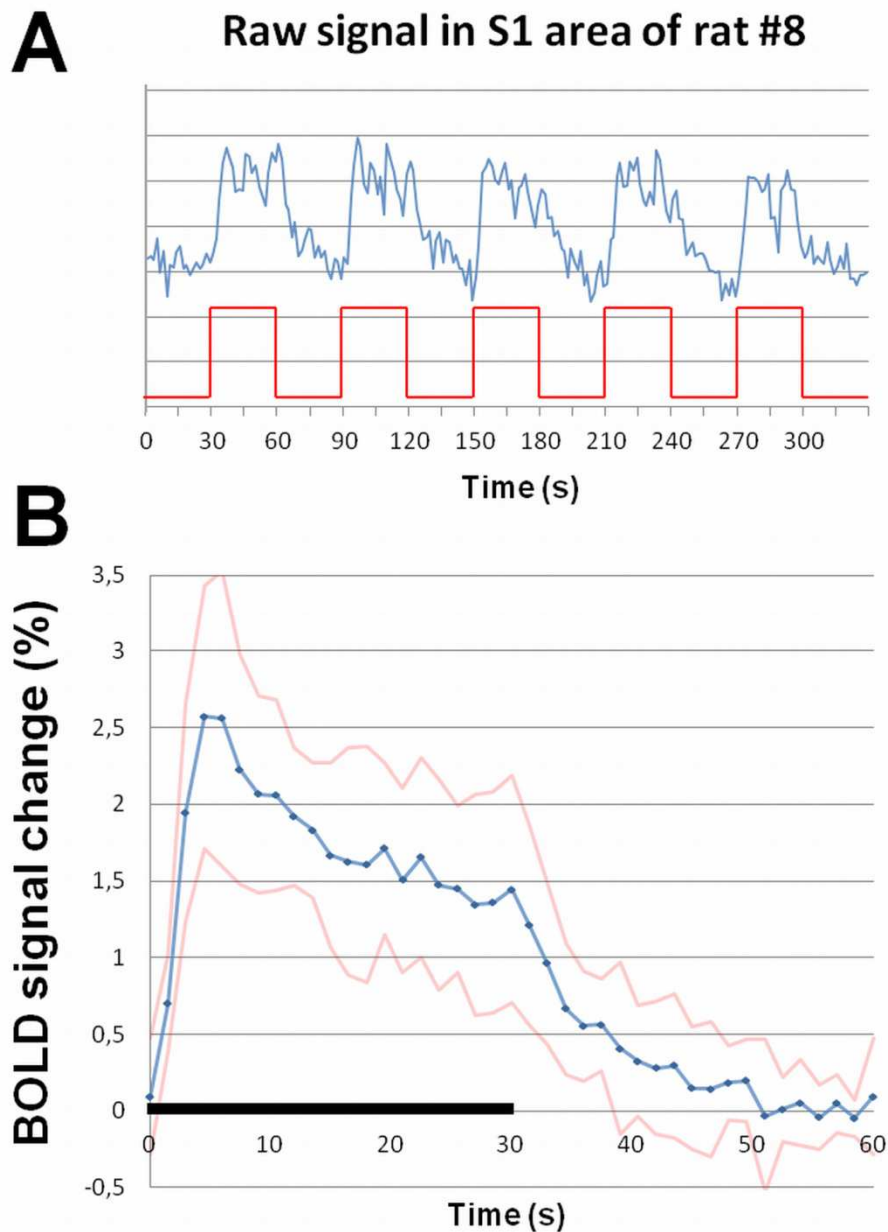 A
Raw signal in S1 area of rat #8
0 30 60 90 120 150 180 210 240 270 300
Time (s)
B
BOLD signal change (%)
3,5
3
2,5
2
1,5
1
0,5
0
-0,5
0 10 20 30 40 50 60
Time (s)